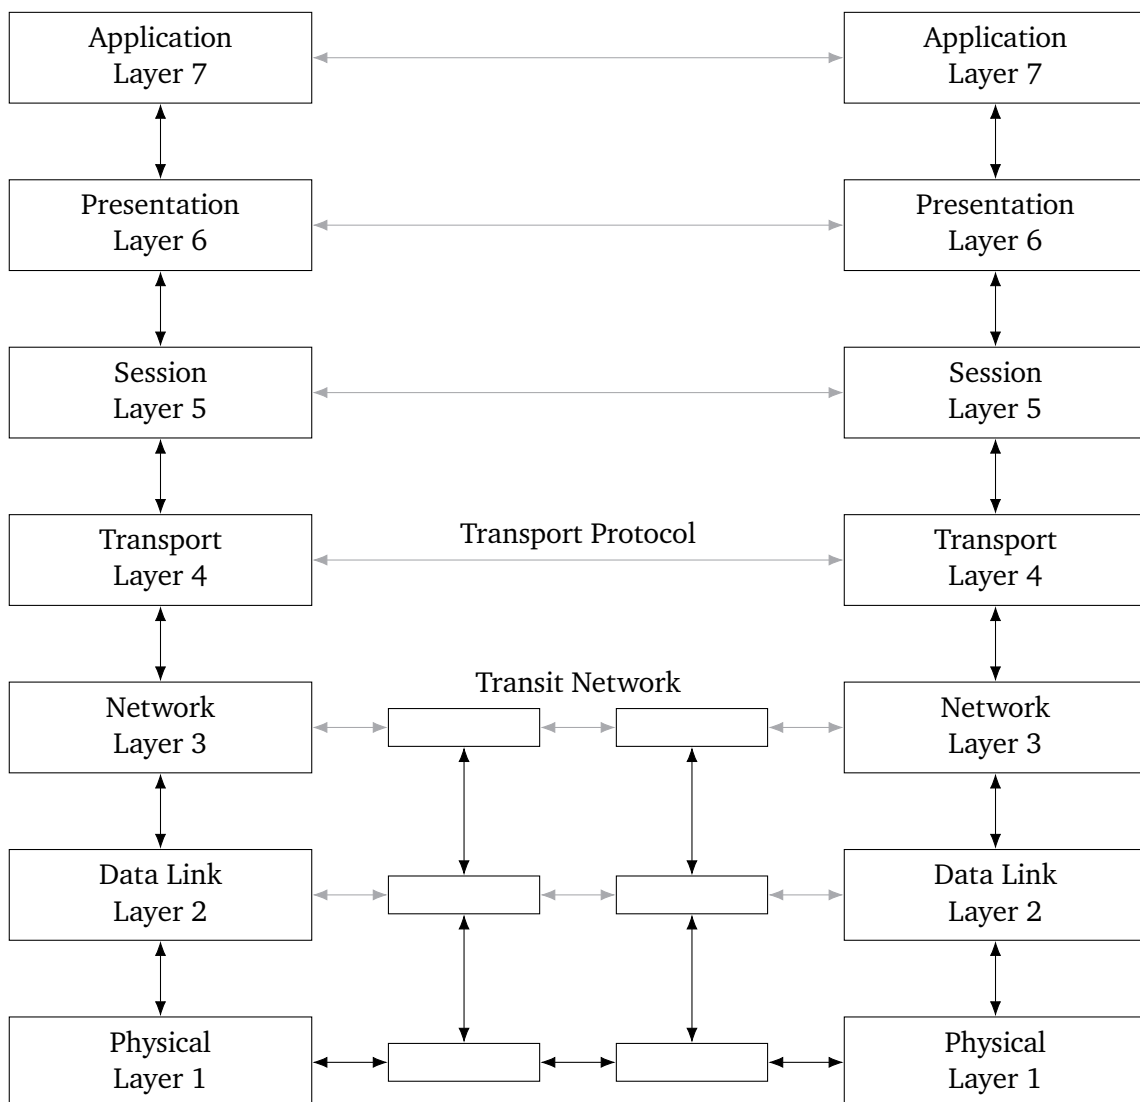 Application
Layer 7
Application
Layer 7
Presentation
Layer 6
Presentation
Layer 6
Session
Layer 5
Session
Layer 5
Transport
Layer 4
Transport Protocol
Transport
Layer 4
Network
Layer 3
Transit Network
Network
Layer 3
Data Link
Layer 2
Data Link
Layer 2
Physical
Layer 1
Physical
Layer 1